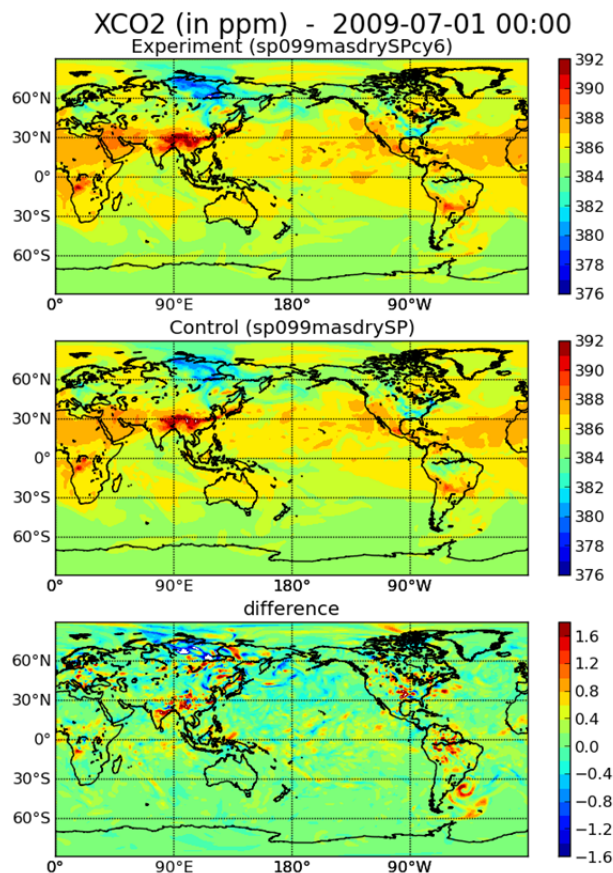 XCO2 (in ppm)  -  2009-07-01 00:00
Experiment (sp099masdrySPcy6)
60°N
30°N
0°
30°S
60°S
0°
90°E
180°
90°W
392
390
388
386
384
382
380
378
376
Control (sp099masdrySP)
60°N
30°N
0°
30°S
60°S
0°
90°E
180°
90°W
392
390
388
386
384
382
380
378
376
difference
60°N
30°N
0°
30°S
60°S
0°
90°E
180°
90°W
1.6
1.2
0.8
0.4
0.0
−0.4
−0.8
−1.2
−1.6